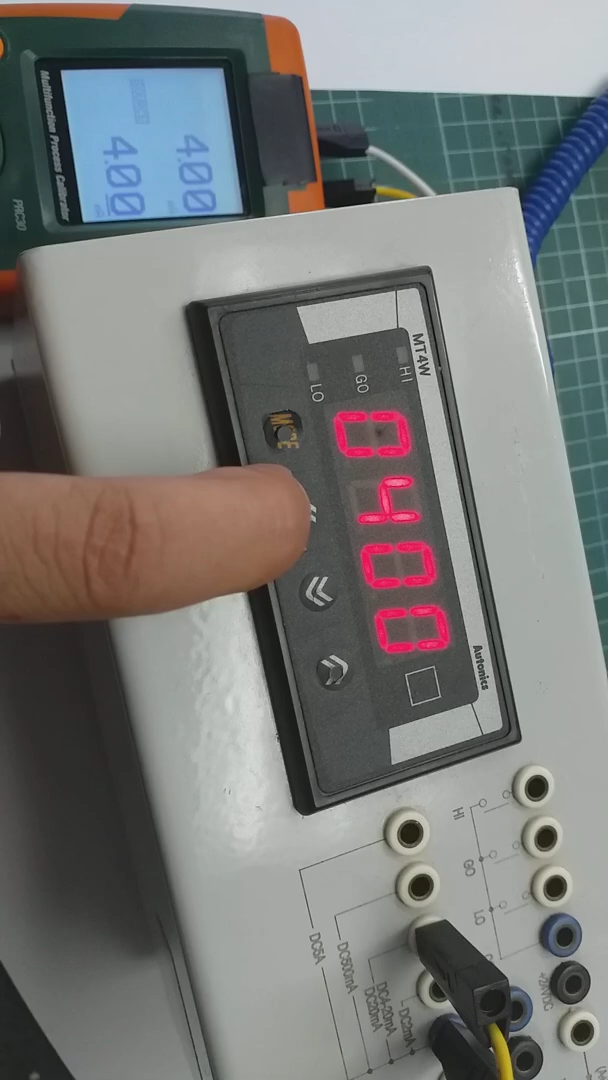 4.00
4.00
Multifunction Process Calibrator
PRC30
MT4W
HI
GO
LO
0400
Autonics
HI
GO
LO
+24VDC
DC5A
DC500mA
DC4-20mA
DC20mA
DC2mA